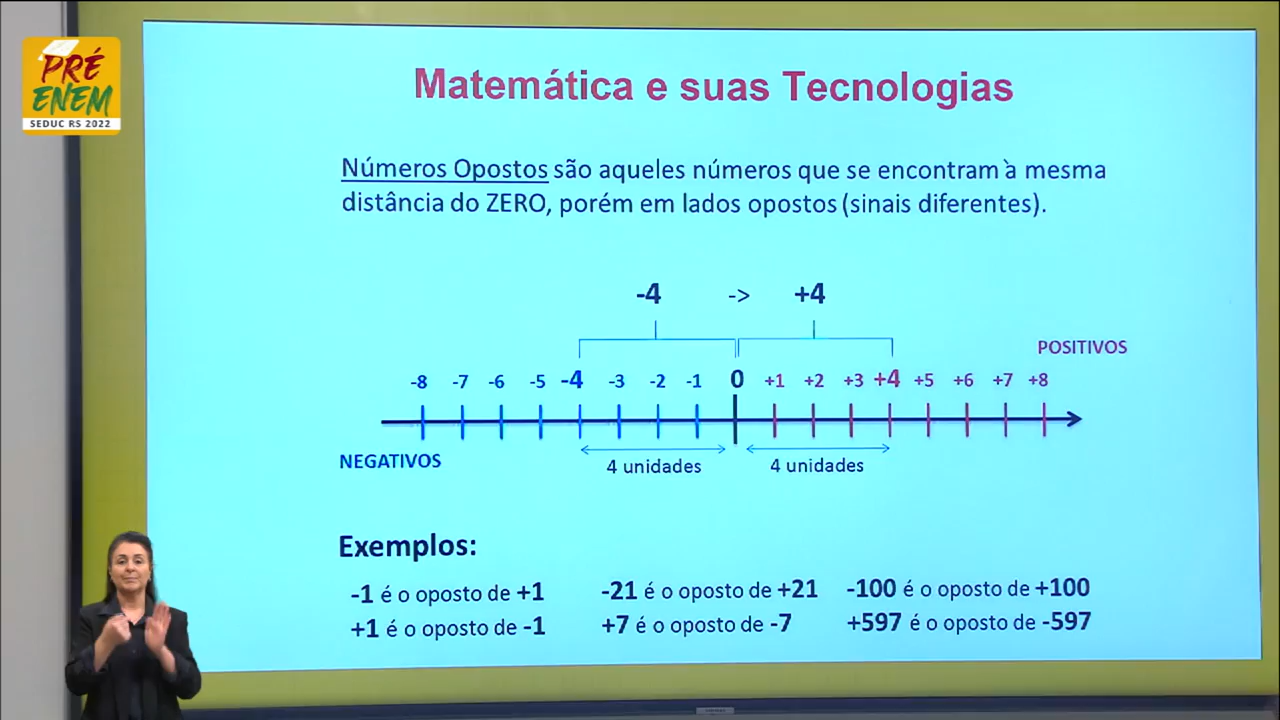 PRÉ
ENEM
SEDUC RS 2022
Matemática e suas Tecnologias
Números Opostos são aqueles números que se encontram à mesma
distância do ZERO, porém em lados opostos (sinais diferentes).
-4 -> +4
POSITIVOS
-8 -7 -6 -5 -4 -3 -2 -1 0 +1 +2 +3 +4 +5 +6 +7 +8
NEGATIVOS
4 unidades 4 unidades
Exemplos:
-1 é o oposto de +1 -21 é o oposto de +21 -100 é o oposto de +100
+1 é o oposto de -1 +7 é o oposto de -7 +597 é o oposto de -597